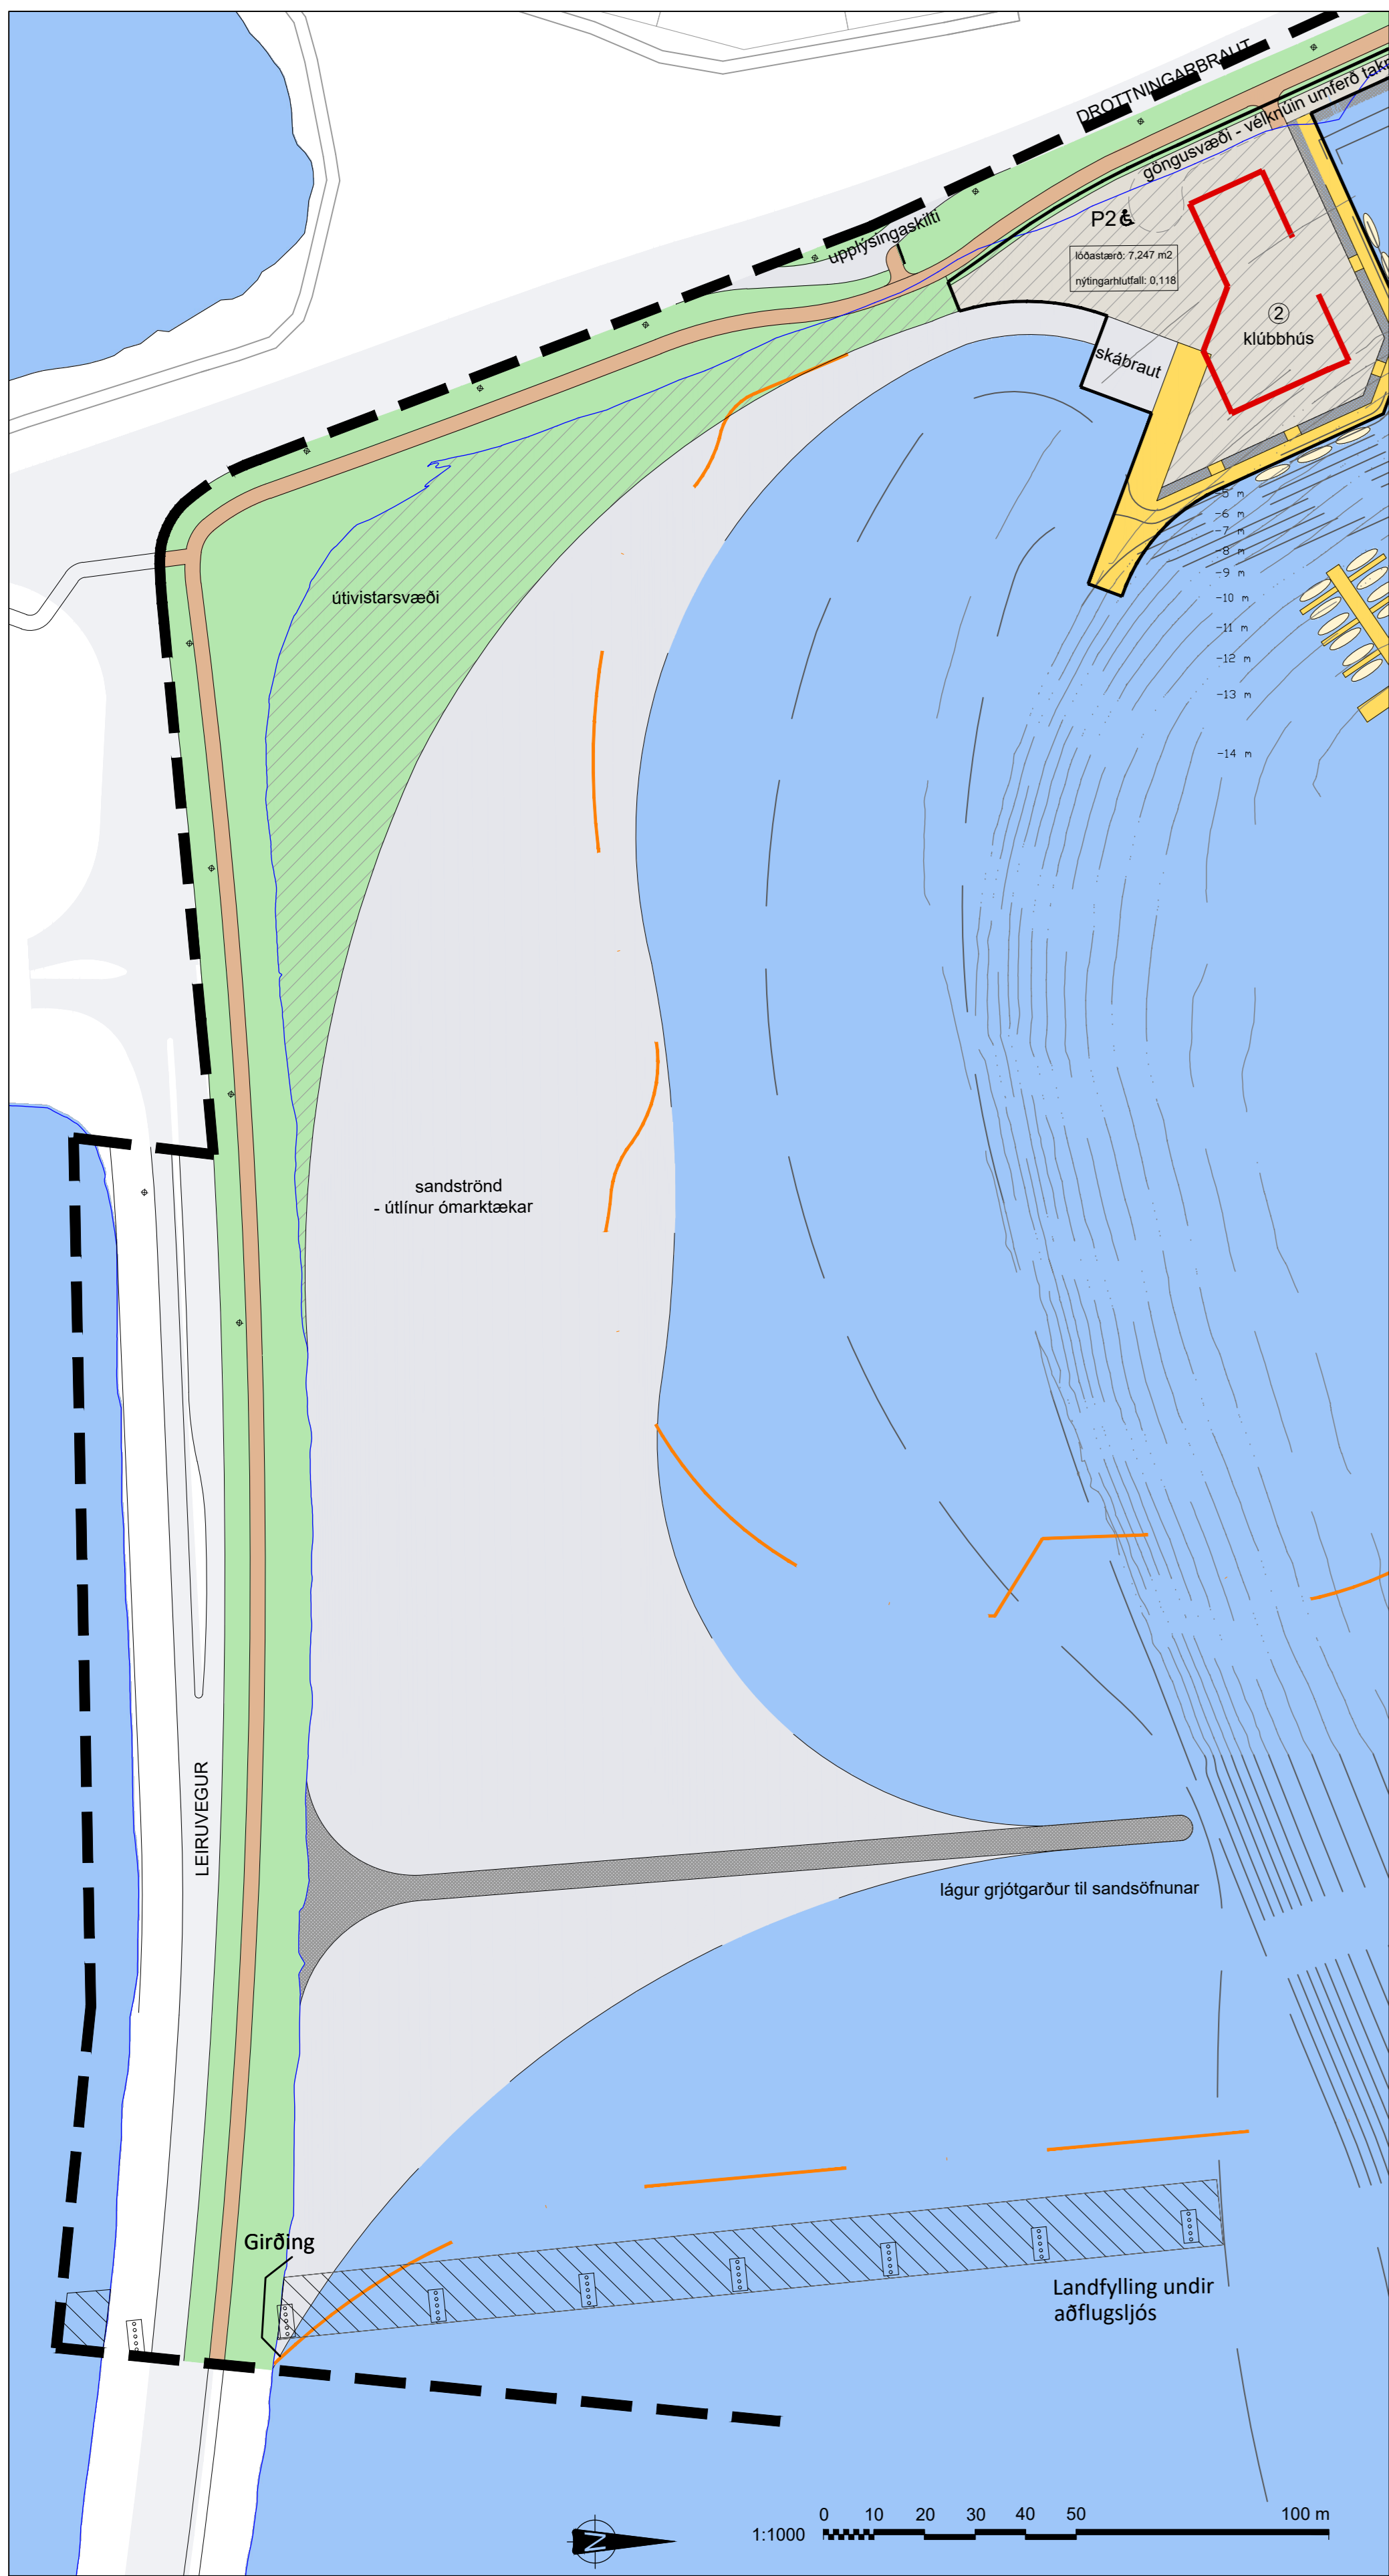 DROTTNINGARBRAUT
göngusvæði - vélknúin umferð
upplýsingaskilti
P2
lóðastærð: 7,247 m2
nýtingarhlutfall: 0,118
2
klúbbhús
skábraut
-5 m
-6 m
-7 m
-8 m
-9 m
-10 m
-11 m
-12 m
-13 m
-14 m
útivistarsvæði
sandströnd
- útlínur ómarktækar
LEIRUVEGUR
lágur grjótgarður til sandsöfnunar
Girðing
Landfylling undir
aðflugsljós
N
1:1000
0 10 20 30 40 50 100 m